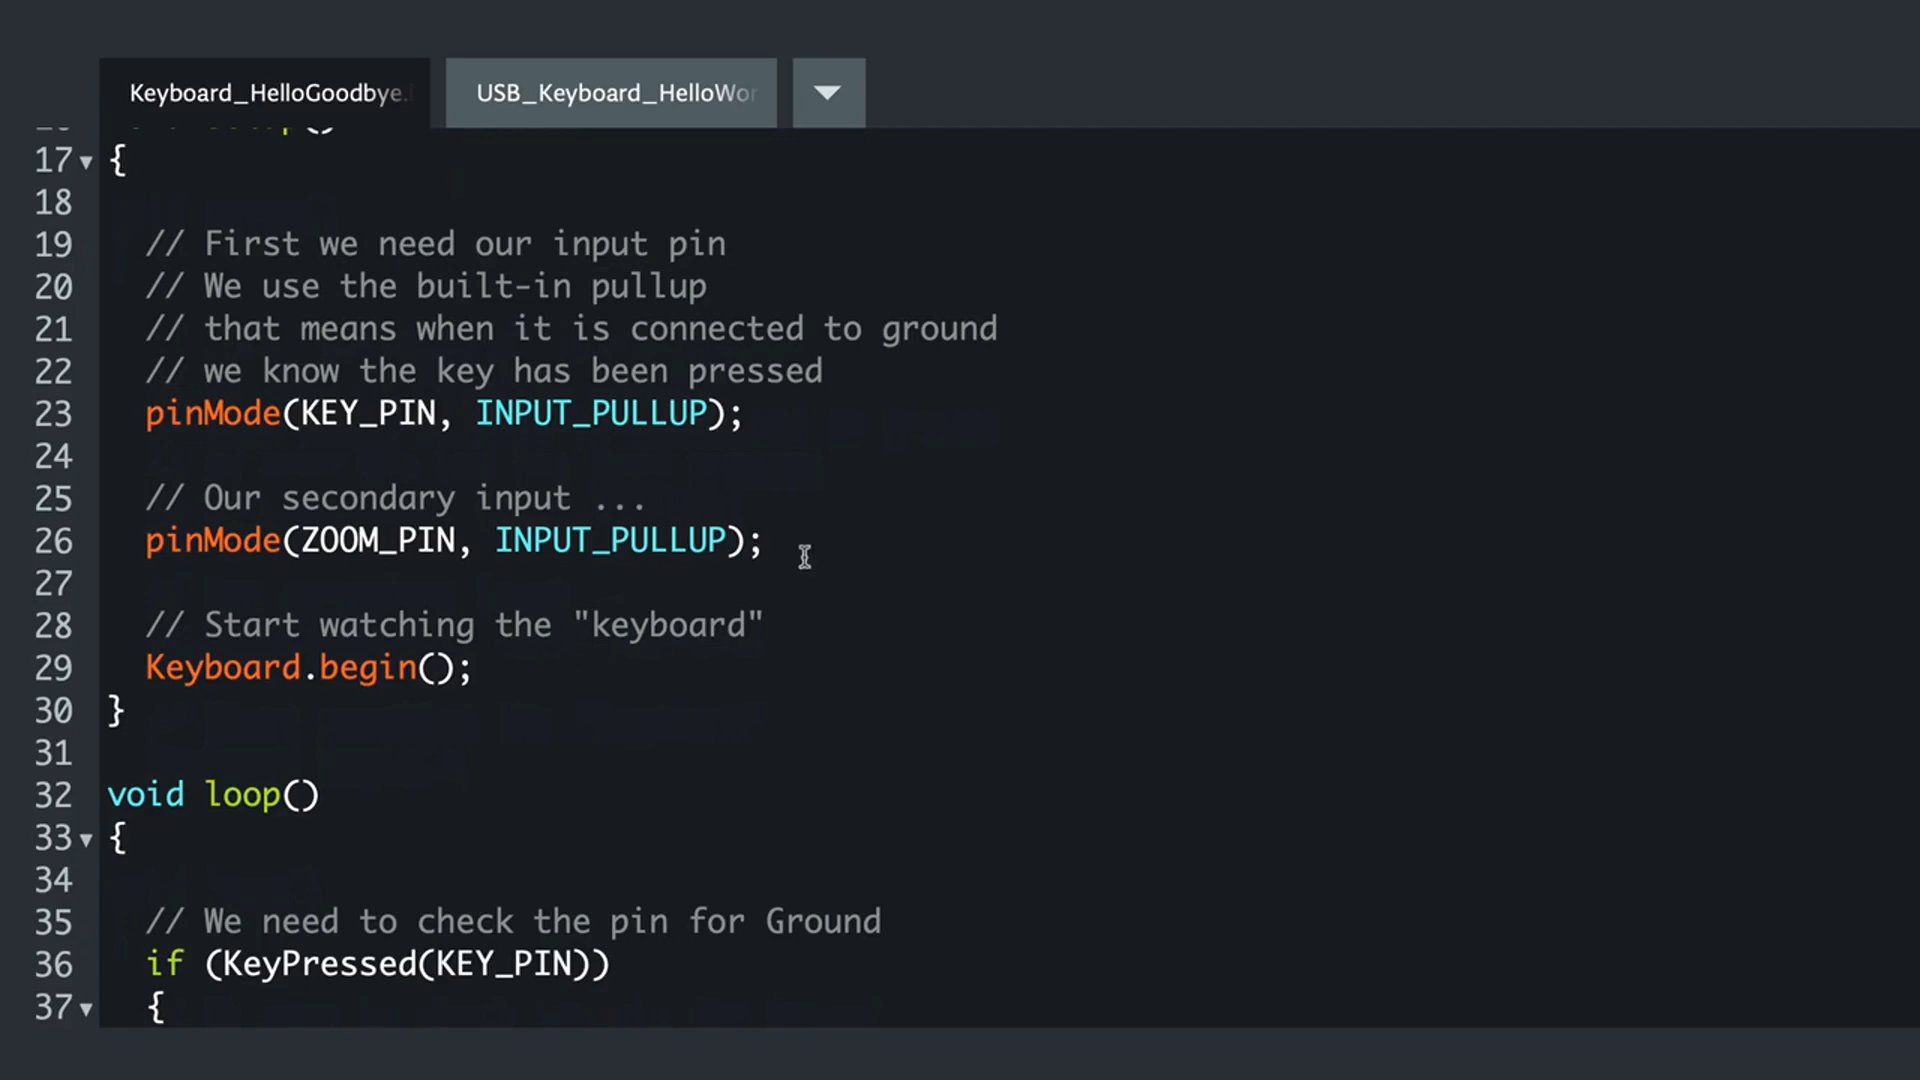 Keyboard_HelloGoodbye.
USB_Keyboard_HelloWor
17 {
18
19 // First we need our input pin
20 // We use the built-in pullup
21 // that means when it is connected to ground
22 // we know the key has been pressed
23 pinMode(KEY_PIN, INPUT_PULLUP);
24
25 // Our secondary input ...
26 pinMode(ZOOM_PIN, INPUT_PULLUP);
27
28 // Start watching the "keyboard"
29 Keyboard.begin();
30 }
31
32 void loop()
33 {
34
35 // We need to check the pin for Ground
36 if (KeyPressed(KEY_PIN))
37 {